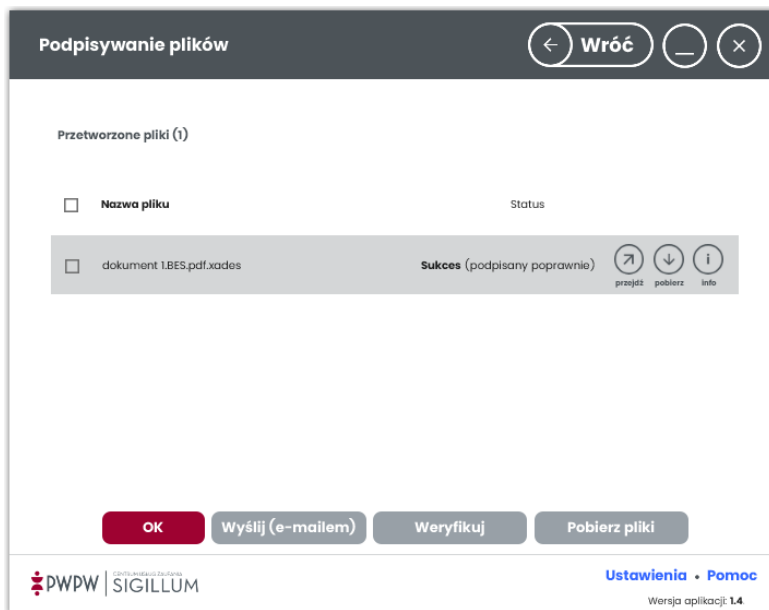 Podpisywanie plików
Wróć
Przetworzone pliki (1)
Nazwa pliku Status
dokument 1.BES.pdf.xades Sukces (podpisany poprawnie)
przejdź pobierz info
OK Wyślij (e-mailem) Weryfikuj Pobierz pliki
PWPW SIGILLUM
Ustawienia • Pomoc
Wersja aplikacji: 1.4